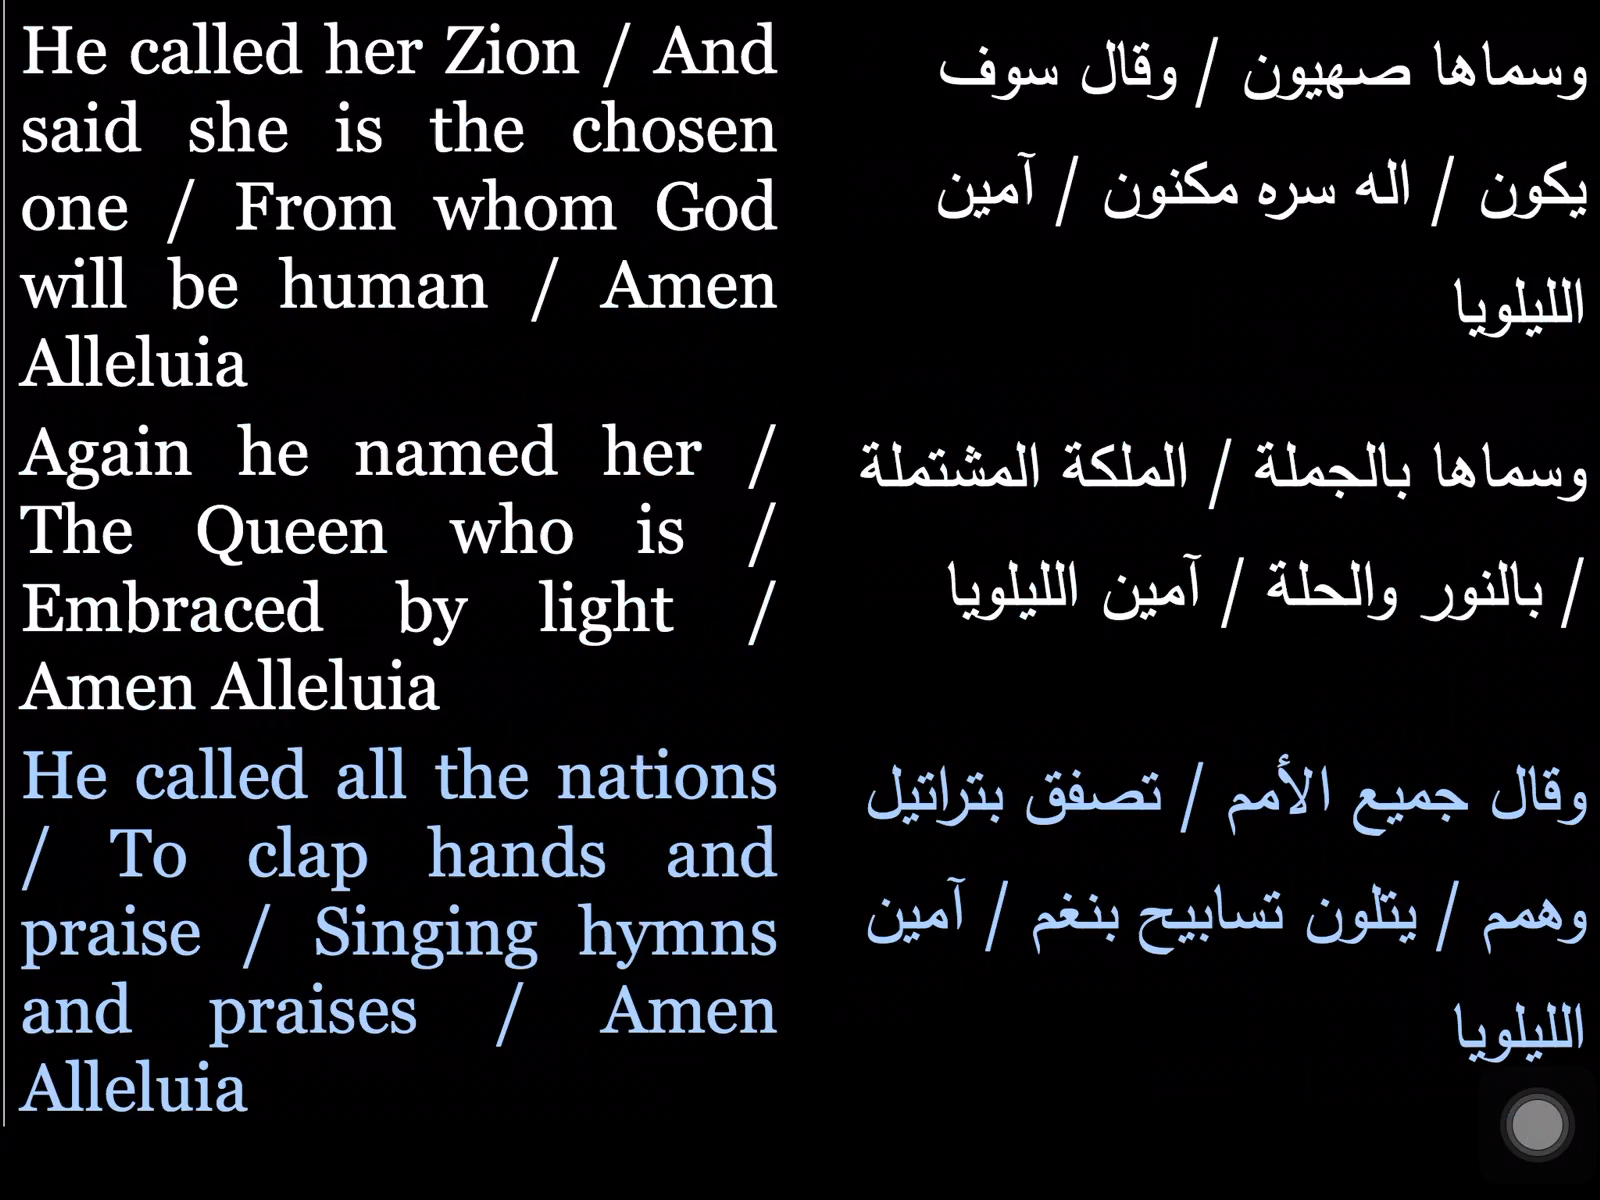 He called her Zion / And
said she is the chosen
one / From whom God
will be human / Amen
Alleluia
وسماها صهيون / وقال سوف
يكون / اله سره مكنون / آمين
الليلويا
Again he named her /
The Queen who is /
Embraced by light /
Amen Alleluia
وسماها بالجملة / الملكة المشتملة
/ بالنور والحلة / آمين الليلويا
He called all the nations
/ To clap hands and
praise / Singing hymns
and praises / Amen
Alleluia
وقال جميع الأمم / تصفق بتراتيل
وهمم / يتلون تسابيح بنغم / آمين
الليلويا